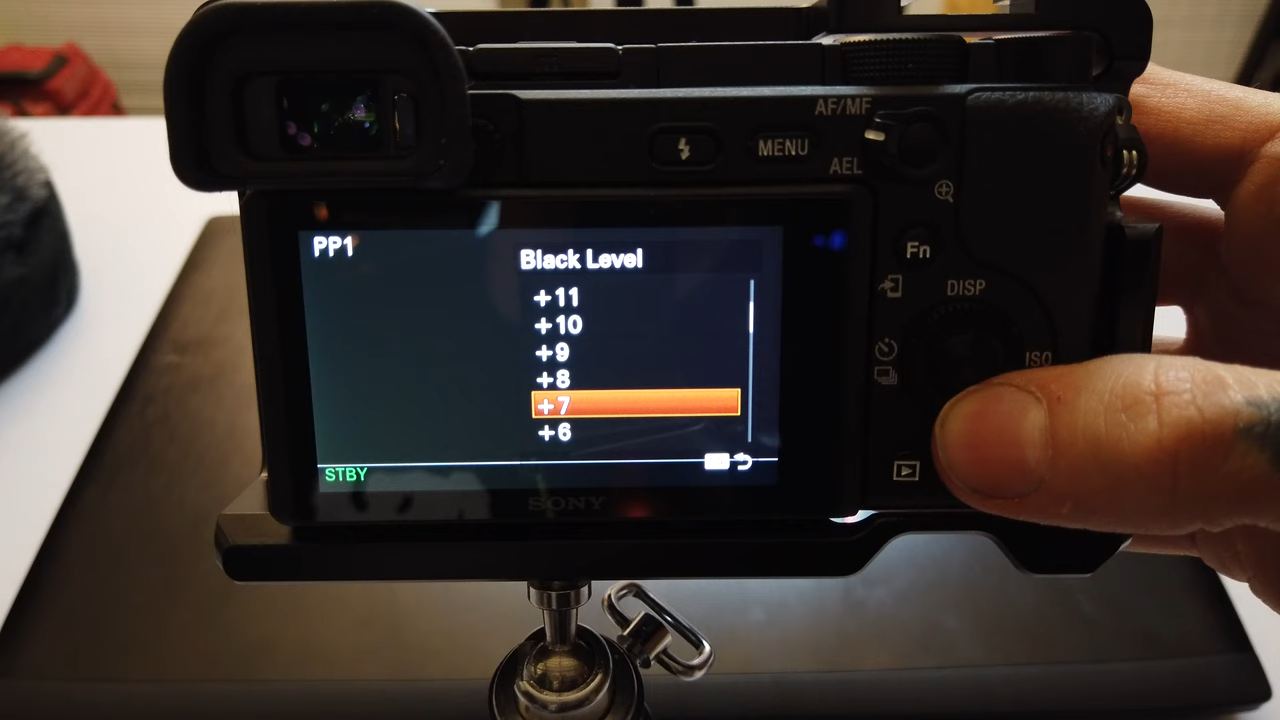 AF/MF
MENU
AEL
Fn
DISP
ISO
PP1
Black Level
+11
+10
+9
+8
+7
+6
STBY
SONY